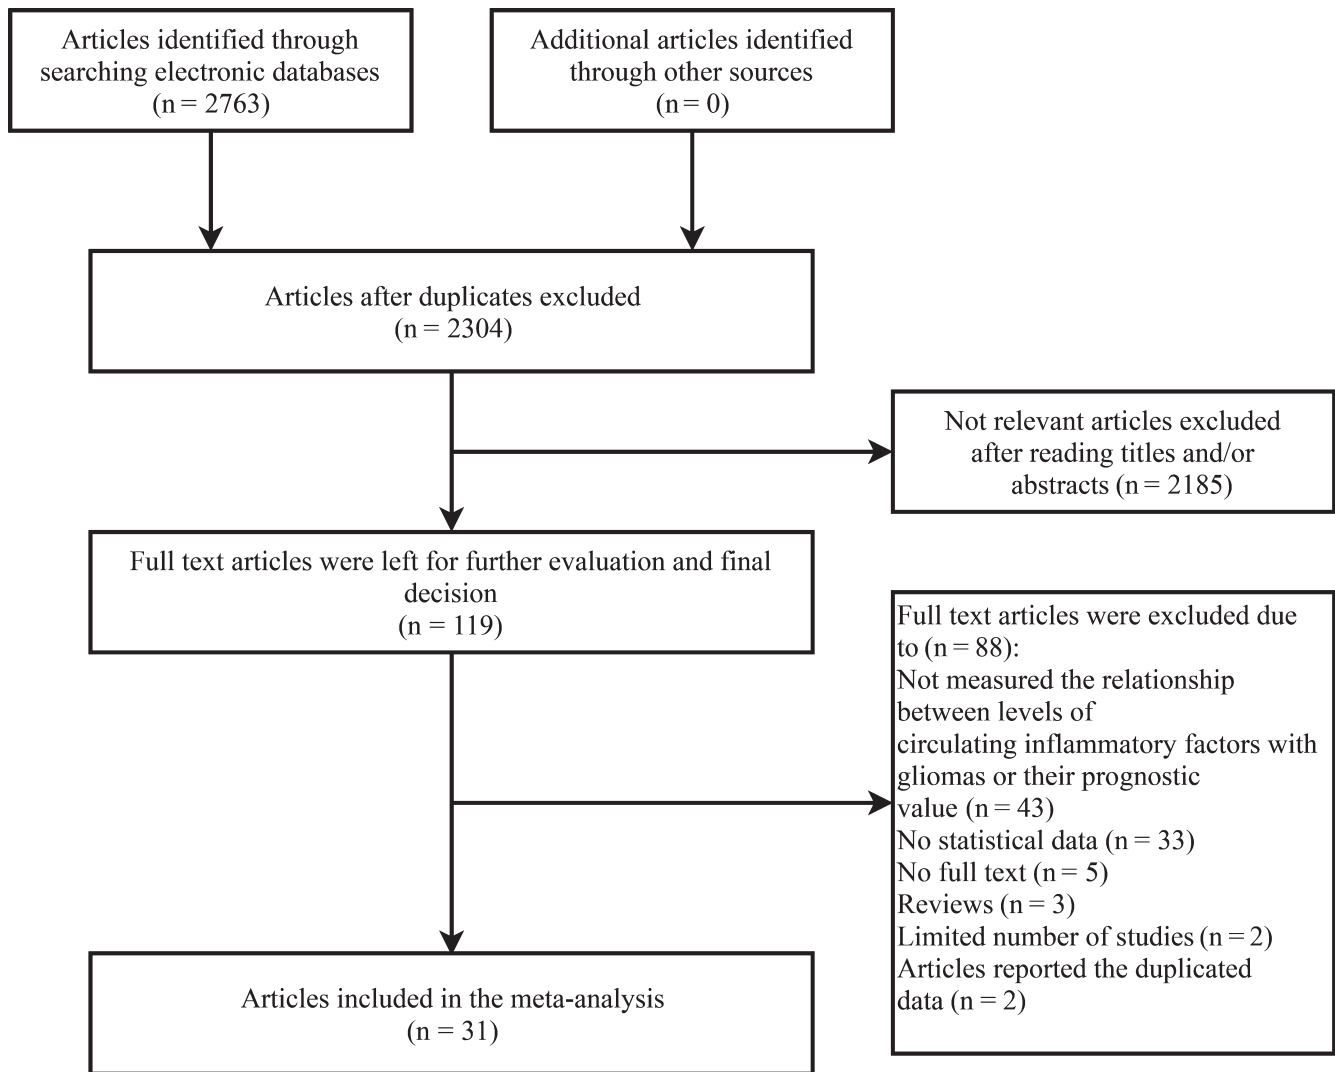 Articles identified through
searching electronic databases
(n = 2763)
Additional articles identified
through other sources
(n = 0)
Articles after duplicates excluded
(n = 2304)
Not relevant articles excluded
after reading titles and/or
abstracts (n = 2185)
Full text articles were left for further evaluation and final
decision
(n = 119)
Full text articles were excluded due
to (n = 88):
Not measured the relationship
between levels of
circulating inflammatory factors with
gliomas or their prognostic
value (n = 43)
No statistical data (n = 33)
No full text (n = 5)
Reviews (n = 3)
Limited number of studies (n = 2)
Articles reported the duplicated
data (n = 2)
Articles included in the meta-analysis
(n = 31)